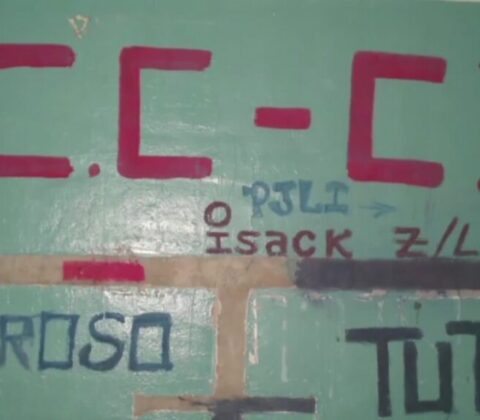 C.C-C
PJLI →
Isack Z/L
ROSO
TUT